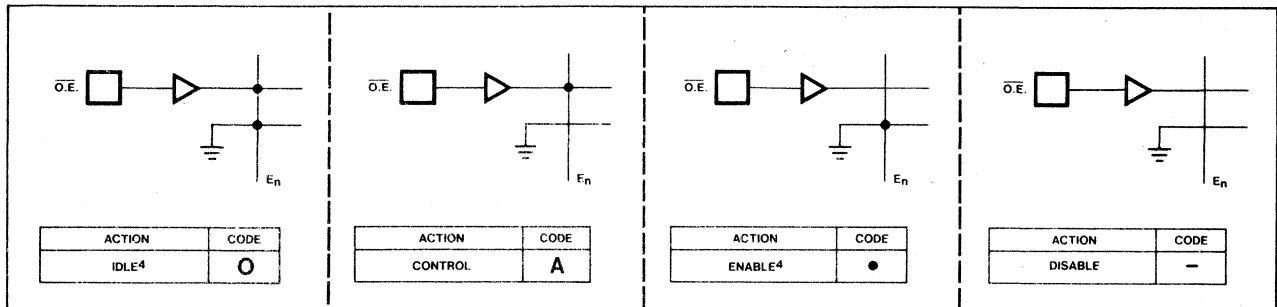 O.E.
En
ACTION CODE
IDLE4 O
O.E.
En
ACTION CODE
CONTROL A
O.E.
En
ACTION CODE
ENABLE4 ●
O.E.
En
ACTION CODE
DISABLE –